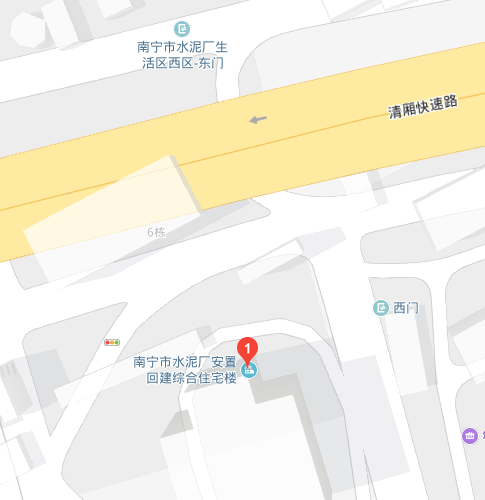 南宁市水泥厂生
活区西区-东门
清厢快速路
6栋
西门
1
南宁市水泥厂安置
回建综合住宅楼